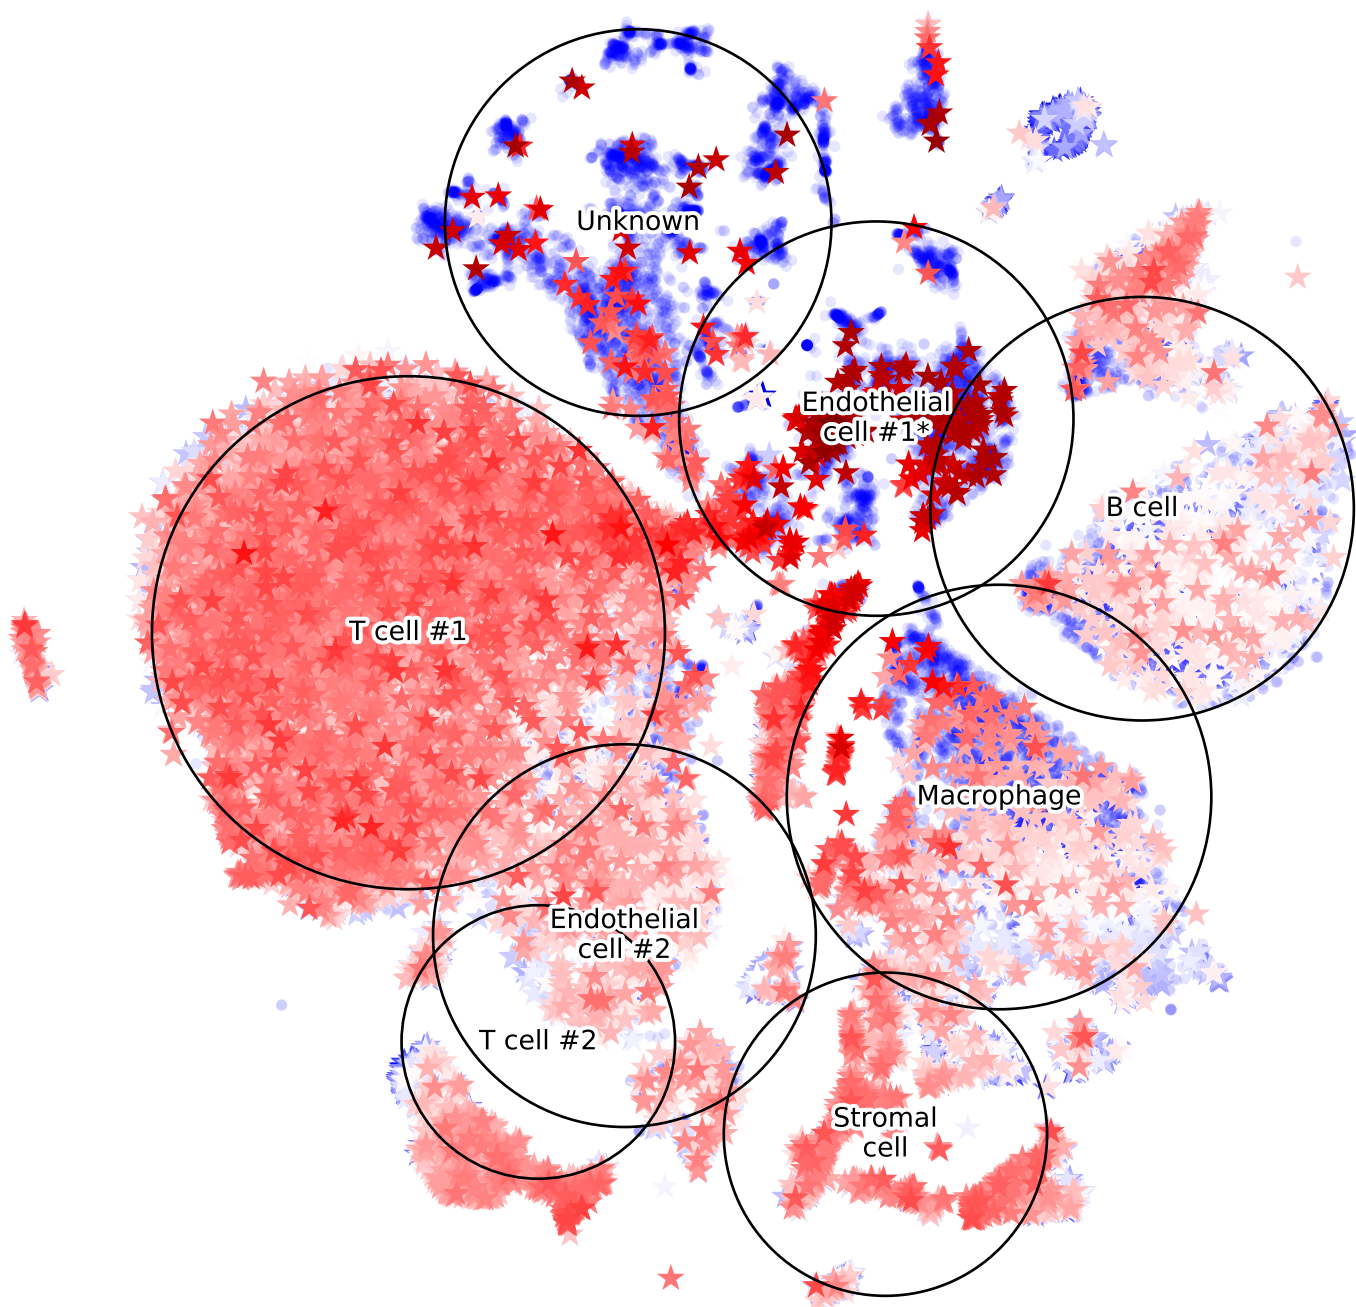 Unknown
Endothelial
cell #1*
B cell
T cell #1
Macrophage
Endothelial
cell #2
T cell #2
Stromal
cell